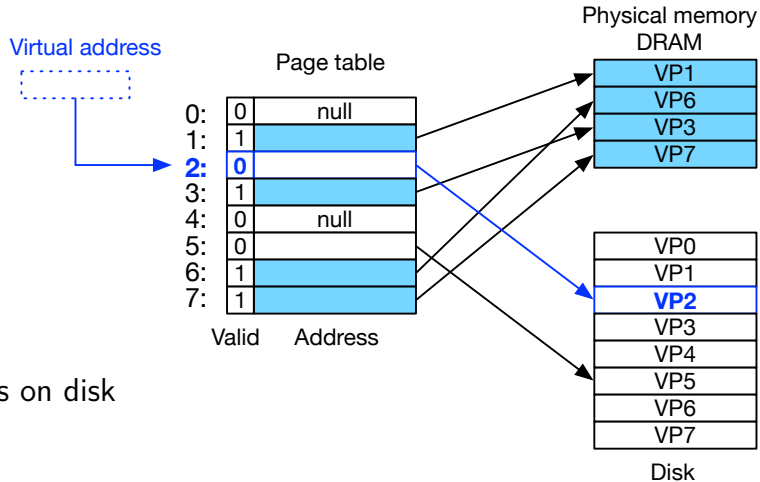 Virtual address
Page table
Physical memory
DRAM
0: 0 null
1: 1
2: 0
3: 1
4: 0 null
5: 0
6: 1
7: 1
Valid Address
VP1
VP6
VP3
VP7
VP0
VP1
VP2
VP3
VP4
VP5
VP6
VP7
Disk
s on disk